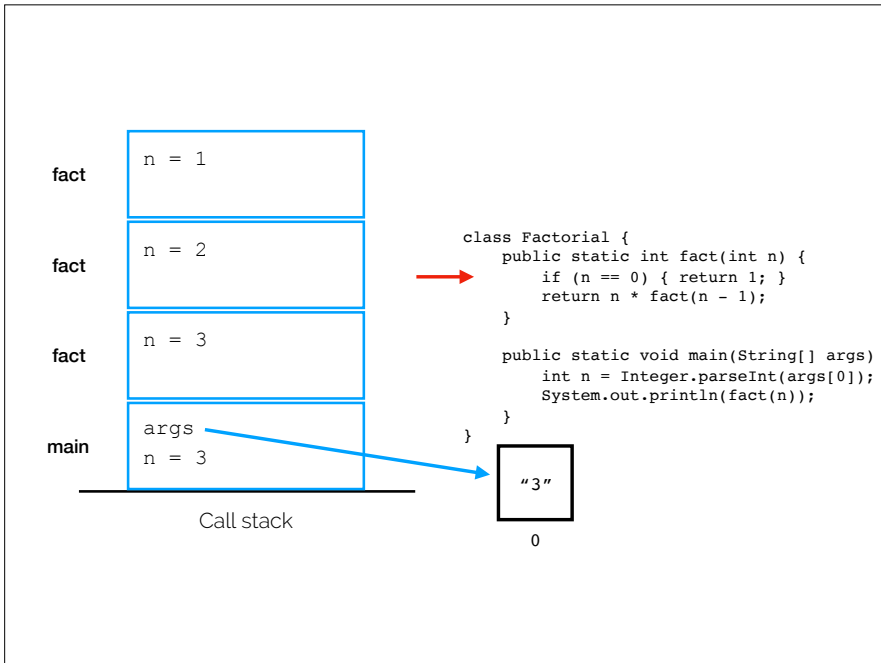 fact
n = 1
fact
n = 2
fact
n = 3
main
args
n = 3
Call stack
class Factorial {
    public static int fact(int n) {
        if (n == 0) { return 1; }
        return n * fact(n - 1);
    }
    public static void main(String[] args)
        int n = Integer.parseInt(args[0]);
        System.out.println(fact(n));
    }
}
“3”
0